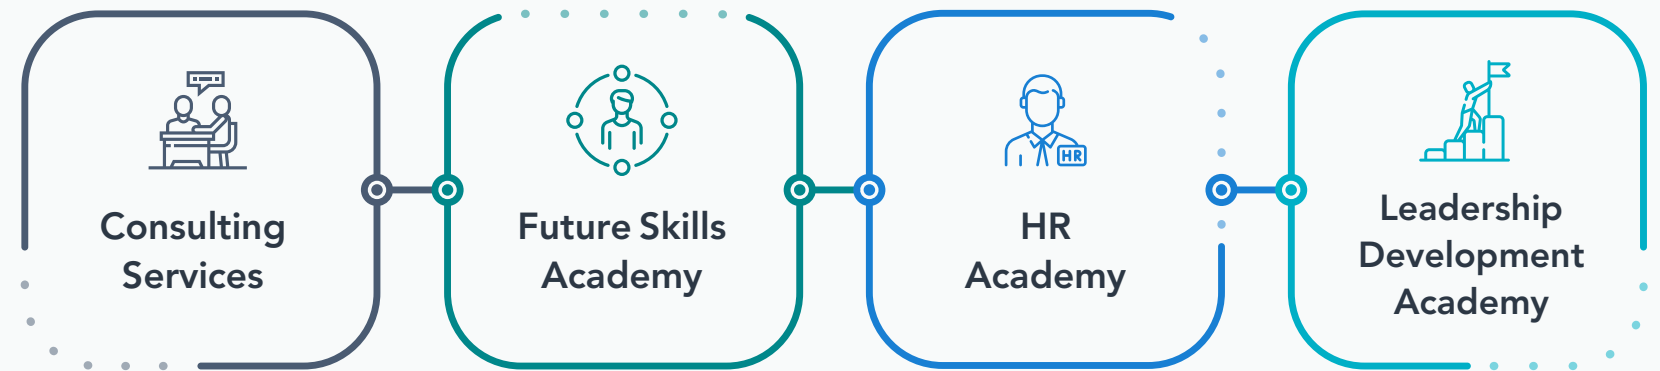 Consulting
Services
Future Skills
Academy
HR
HR
Academy
Leadership
Development
Academy